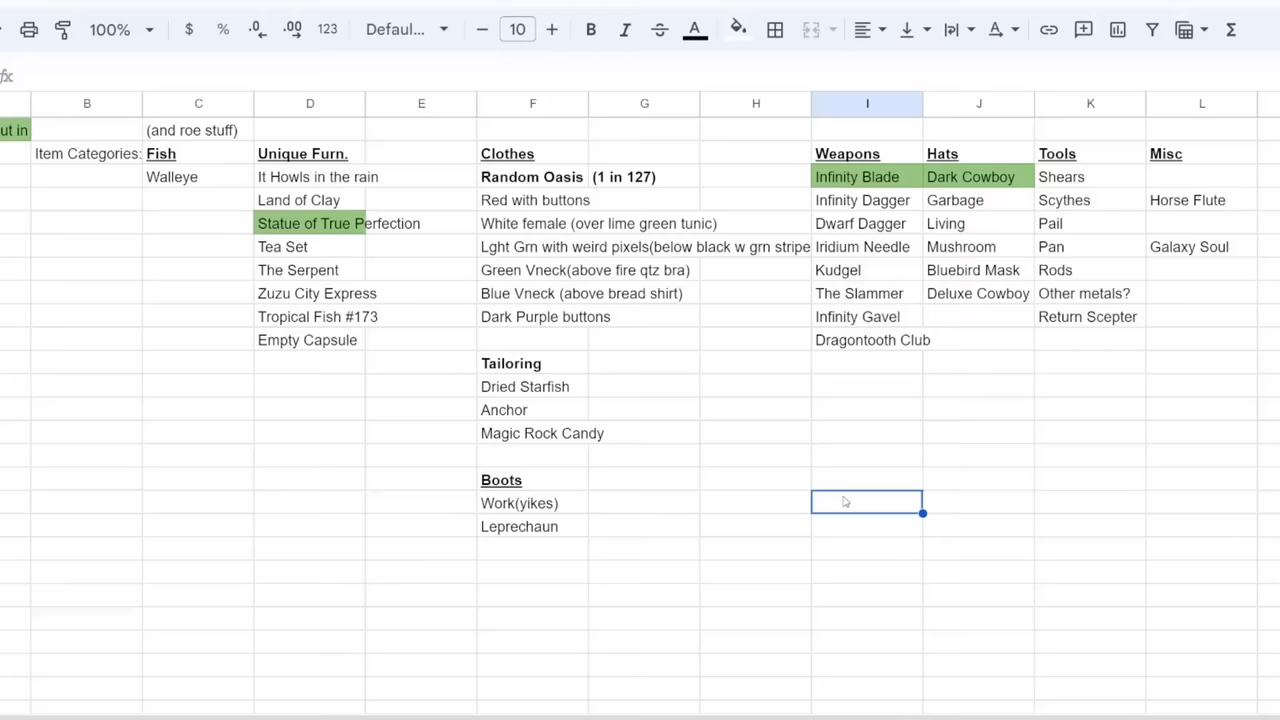 100% $ % .0 .00 123 Defaul... 10 B I A
fx
B C D E F G H I J K L
ut in (and roe stuff)
Item Categories: Fish Unique Furn. Clothes Weapons Hats Tools Misc
Walleye It Howls in the rain Random Oasis (1 in 127) Infinity Blade Dark Cowboy Shears
Land of Clay Red with buttons Infinity Dagger Garbage Scythes Horse Flute
Statue of True Perfection White female (over lime green tunic) Dwarf Dagger Living Pail
Tea Set Lght Grn with weird pixels(below black w grn stripe Iridium Needle Mushroom Pan Galaxy Soul
The Serpent Green Vneck(above fire qtz bra) Kudgel Bluebird Mask Rods
Zuzu City Express Blue Vneck (above bread shirt) The Slammer Deluxe Cowboy Other metals?
Tropical Fish #173 Dark Purple buttons Infinity Gavel Return Scepter
Empty Capsule Dragontooth Club
Tailoring
Dried Starfish
Anchor
Magic Rock Candy
Boots
Work(yikes)
Leprechaun